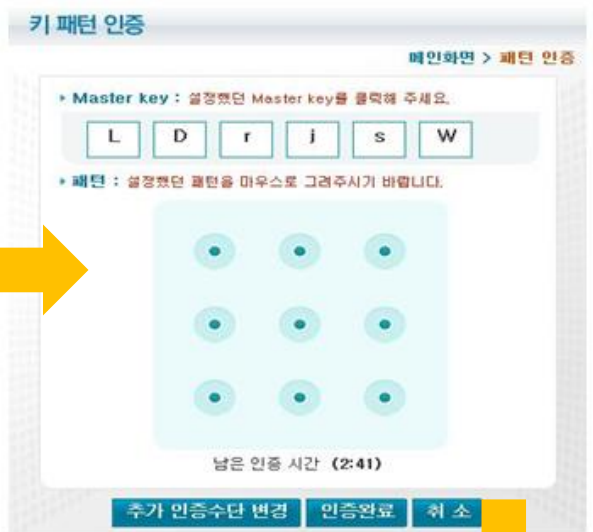 키 패턴 인증
메인화면 > 패턴 인증
▸ Master key : 설정했던 Master key를 클릭해 주세요.
L D r j s W
▸ 패턴 : 설정했던 패턴을 마우스로 그려주시기 바랍니다.
남은 인증 시간 (2:41)
추가 인증수단 변경 인증완료 취 소